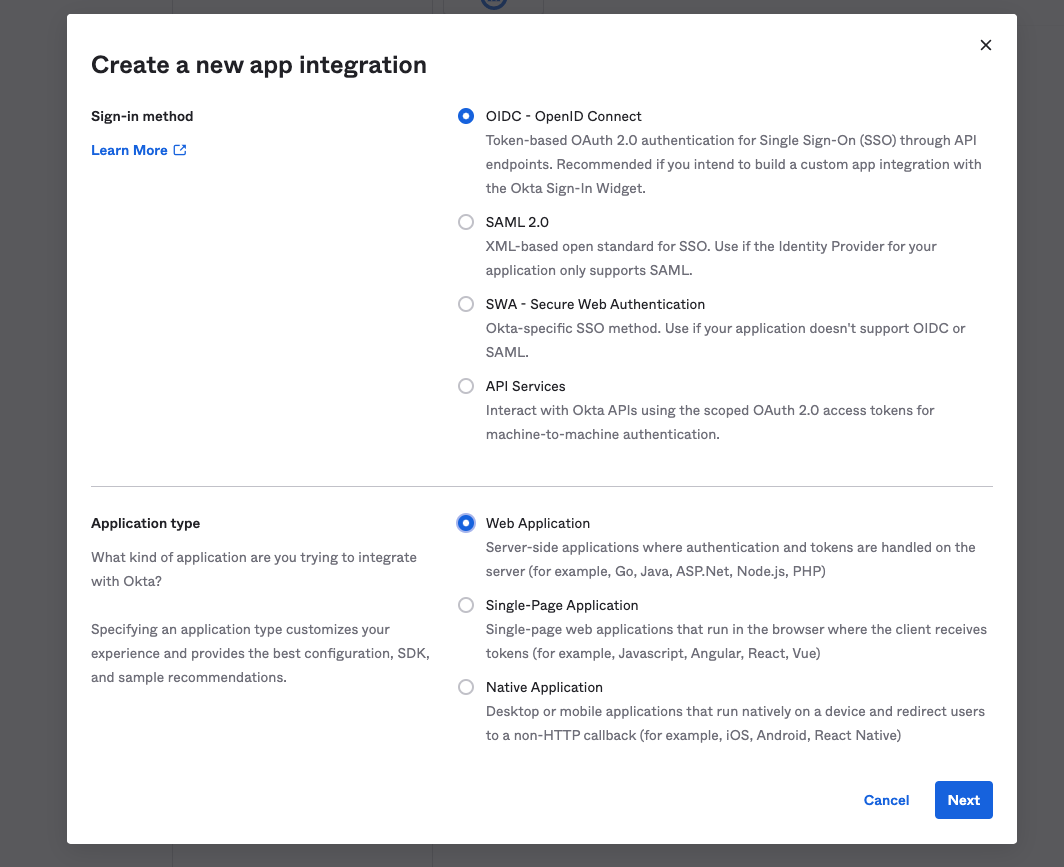 Create a new app integration
Sign-in method
Learn More
OIDC - OpenID Connect
Token-based OAuth 2.0 authentication for Single Sign-On (SSO) through API
endpoints. Recommended if you intend to build a custom app integration with
the Okta Sign-In Widget.
SAML 2.0
XML-based open standard for SSO. Use if the Identity Provider for your
application only supports SAML.
SWA - Secure Web Authentication
Okta-specific SSO method. Use if your application doesn't support OIDC or
SAML.
API Services
Interact with Okta APIs using the scoped OAuth 2.0 access tokens for
machine-to-machine authentication.
Application type
What kind of application are you trying to integrate
with Okta?
Specifying an application type customizes your
experience and provides the best configuration, SDK,
and sample recommendations.
Web Application
Server-side applications where authentication and tokens are handled on the
server (for example, Go, Java, ASP.Net, Node.js, PHP)
Single-Page Application
Single-page web applications that run in the browser where the client receives
tokens (for example, Javascript, Angular, React, Vue)
Native Application
Desktop or mobile applications that run natively on a device and redirect users
to a non-HTTP callback (for example, iOS, Android, React Native)
Cancel
Next